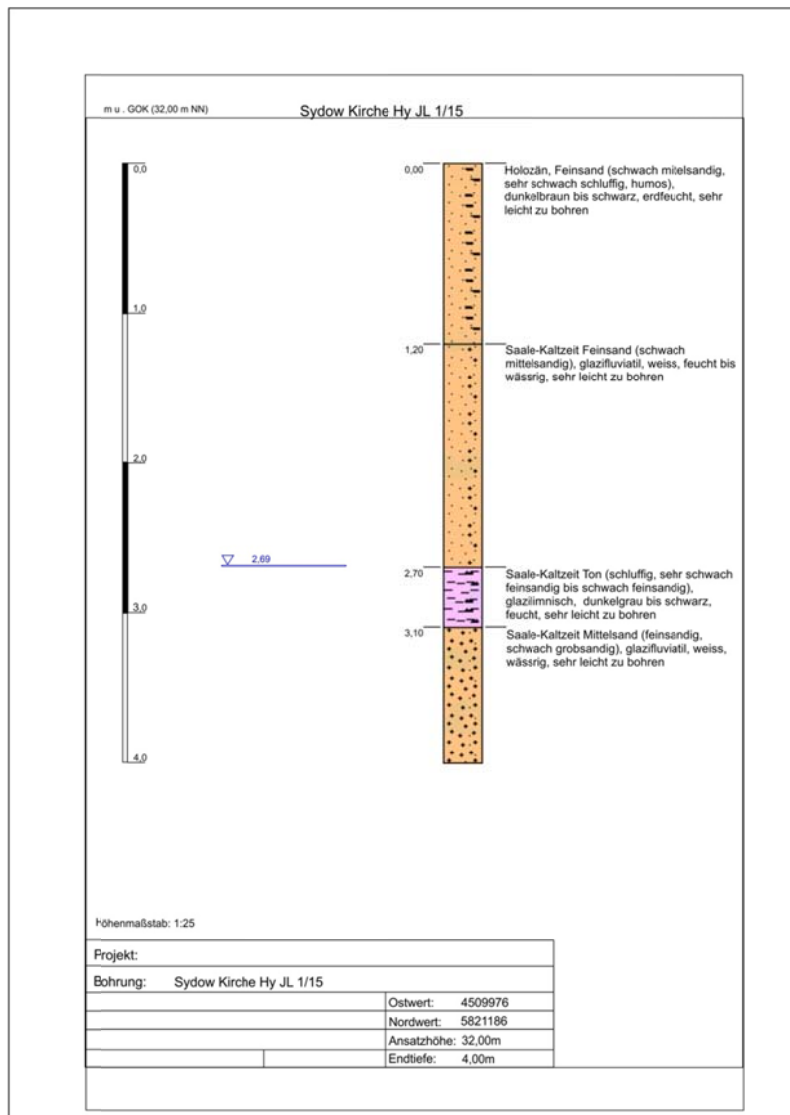 m u . GOK (32,00 m NN)
Sydow Kirche Hy JL 1/15
0,0
1,0
2,0
3,0
4,0
2,69
0,00
Holozän, Feinsand (schwach mitelsandig,
sehr schwach schluffig, humos),
dunkelbraun bis schwarz, erdfeucht, sehr
leicht zu bohren
1,20
Saale-Kaltzeit Feinsand (schwach
mittelsandig), glazifluviatil, weiss, feucht bis
wässrig, sehr leicht zu bohren
2,70
Saale-Kaltzeit Ton (schluffig, sehr schwach
feinsandig bis schwach feinsandig),
glazilimnisch, dunkelgrau bis schwarz,
feucht, sehr leicht zu bohren
3,10
Saale-Kaltzeit Mittelsand (feinsandig,
schwach grobsandig), glazifluviatil, weiss,
wässrig, sehr leicht zu bohren
Höhenmaßstab: 1:25
Projekt:
Bohrung: Sydow Kirche Hy JL 1/15
Ostwert: 4509976
Nordwert: 5821186
Ansatzhöhe: 32,00m
Endtiefe: 4,00m